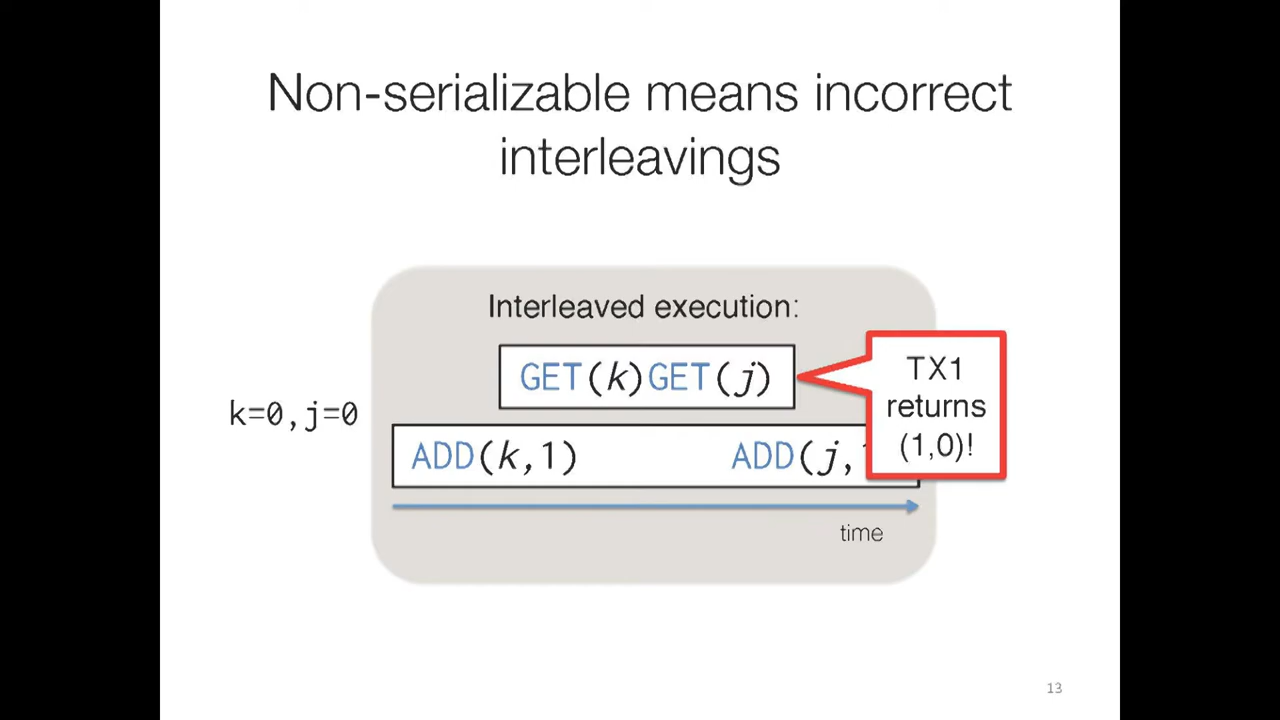 Non-serializable means incorrect
interleavings
Interleaved execution:
GET(k)GET(j)
TX1
returns
(1,0)!
k=0,j=0
ADD(k,1) ADD(j,
time
13